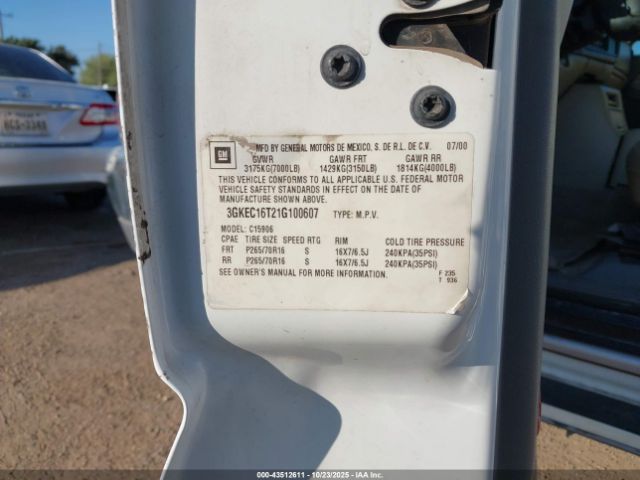 GM
MFD BY GENERAL MOTORS DE MEXICO, S. DE R.L. DE C.V. 07/00
GVWR GAWR FRT GAWR RR
3175KG(7000LB) 1429KG(3150LB) 1814KG(4000LB)
THIS VEHICLE CONFORMS TO ALL APPLICABLE U.S. FEDERAL MOTOR
VEHICLE SAFETY STANDARDS IN EFFECT ON THE DATE OF
MANUFACTURE SHOWN ABOVE.
3GKEC16T21G100607 TYPE: M.P.V.
MODEL: C15906
CPAE TIRE SIZE SPEED RTG RIM COLD TIRE PRESSURE
FRT P265/70R16 S 16X7/6.5J 240KPA(35PSI)
RR P265/70R16 S 16X7/6.5J 240KPA(35PSI)
SEE OWNER'S MANUAL FOR MORE INFORMATION.
F 235
T 936
000-43512611 - 10/23/2025 - IAAI.COM